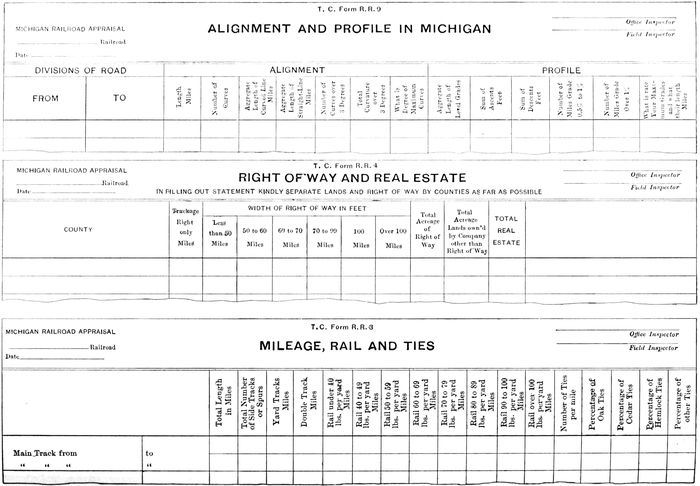 T. C. Form R.R. 9
ALIGNMENT AND PROFILE IN MICHIGAN
MICHIGAN RAILROAD APPRAISAL
Railroad
Date
Office Inspector
Field Inspector
DIVISIONS OF ROAD
ALIGNMENT
PROFILE
FROM
TO
Length
Miles
Number of
Curves
Aggregate
Length of
Curves-Line
Miles
Aggregate
Length of
Straight-Line
Miles
Number of
Curves over
3 Degrees
Total
Curvature
over
3 Degrees
What is
Degree of
Maximum
Curves
Aggregate
Length of
Level Grades
Sum of
Ascents
Feet
Sum of
Descents
Feet
Number of
Miles Grade
Number of
Miles Grade
Over 1%
What is rate
Your Maxi-
mum Grades
and what
their length
Miles
T. C. Form R.R. 4
RIGHT OF WAY AND REAL ESTATE
IN FILLING OUT STATEMENT KINDLY SEPARATE LANDS AND RIGHT OF WAY BY COUNTIES AS FAR AS POSSIBLE
MICHIGAN RAILROAD APPRAISAL
Railroad
Date
Office Inspector
Field Inspector
COUNTY
Trackage
Right
only
Miles
WIDTH OF RIGHT OF WAY IN FEET
Less
than 50
Miles
50 to 60
Miles
60 to 70
Miles
70 to 99
Miles
100
Miles
Over 100
Miles
Total
Acreage
of
Right of
Way
Total
Acreage
Lands own'd
by Company
other than
Right of Way
TOTAL
REAL
ESTATE
T. C. Form R.R. 3
MILEAGE, RAIL AND TIES
MICHIGAN RAILROAD APPRAISAL
Railroad
Date
Office Inspector
Field Inspector
Total Length
in Miles
Total Number
of Side Tracks
or Spurs
Yard Tracks
Miles
Double Track
Miles
Rail under 40
lbs. per yard
Miles
Rail 40 to 49
lbs. per yard
Miles
Rail 50 to 59
lbs. per yard
Miles
Rail 60 to 69
lbs. per yard
Miles
Rail 70 to 79
lbs. per yard
Miles
Rail 80 to 89
lbs. per yard
Miles
Rail 90 to 100
lbs. per yard
Miles
Rail over 100
lbs. per yard
Miles
Number of Ties
per mile
Percentage of
Oak Ties
Percentage of
Cedar Ties
Percentage of
Hemlock Ties
Percentage of
other Ties
Main Track from to
" " " "